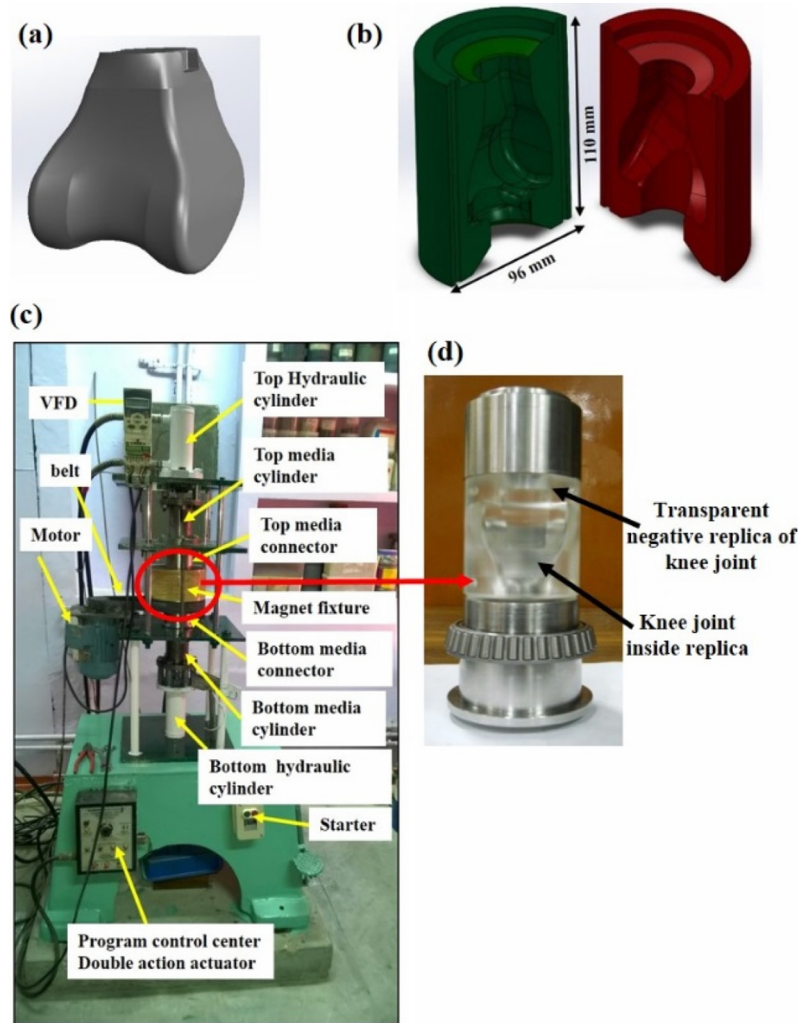 (a)
(b)
110 mm
96 mm
(c)
VFD
Top Hydraulic
cylinder
belt
Top media
cylinder
Motor
Top media
connector
Magnet fixture
Bottom media
connector
Bottom media
cylinder
Bottom hydraulic
cylinder
Starter
Program control center
Double action actuator
(d)
Transparent
negative replica of
knee joint
Knee joint
inside replica